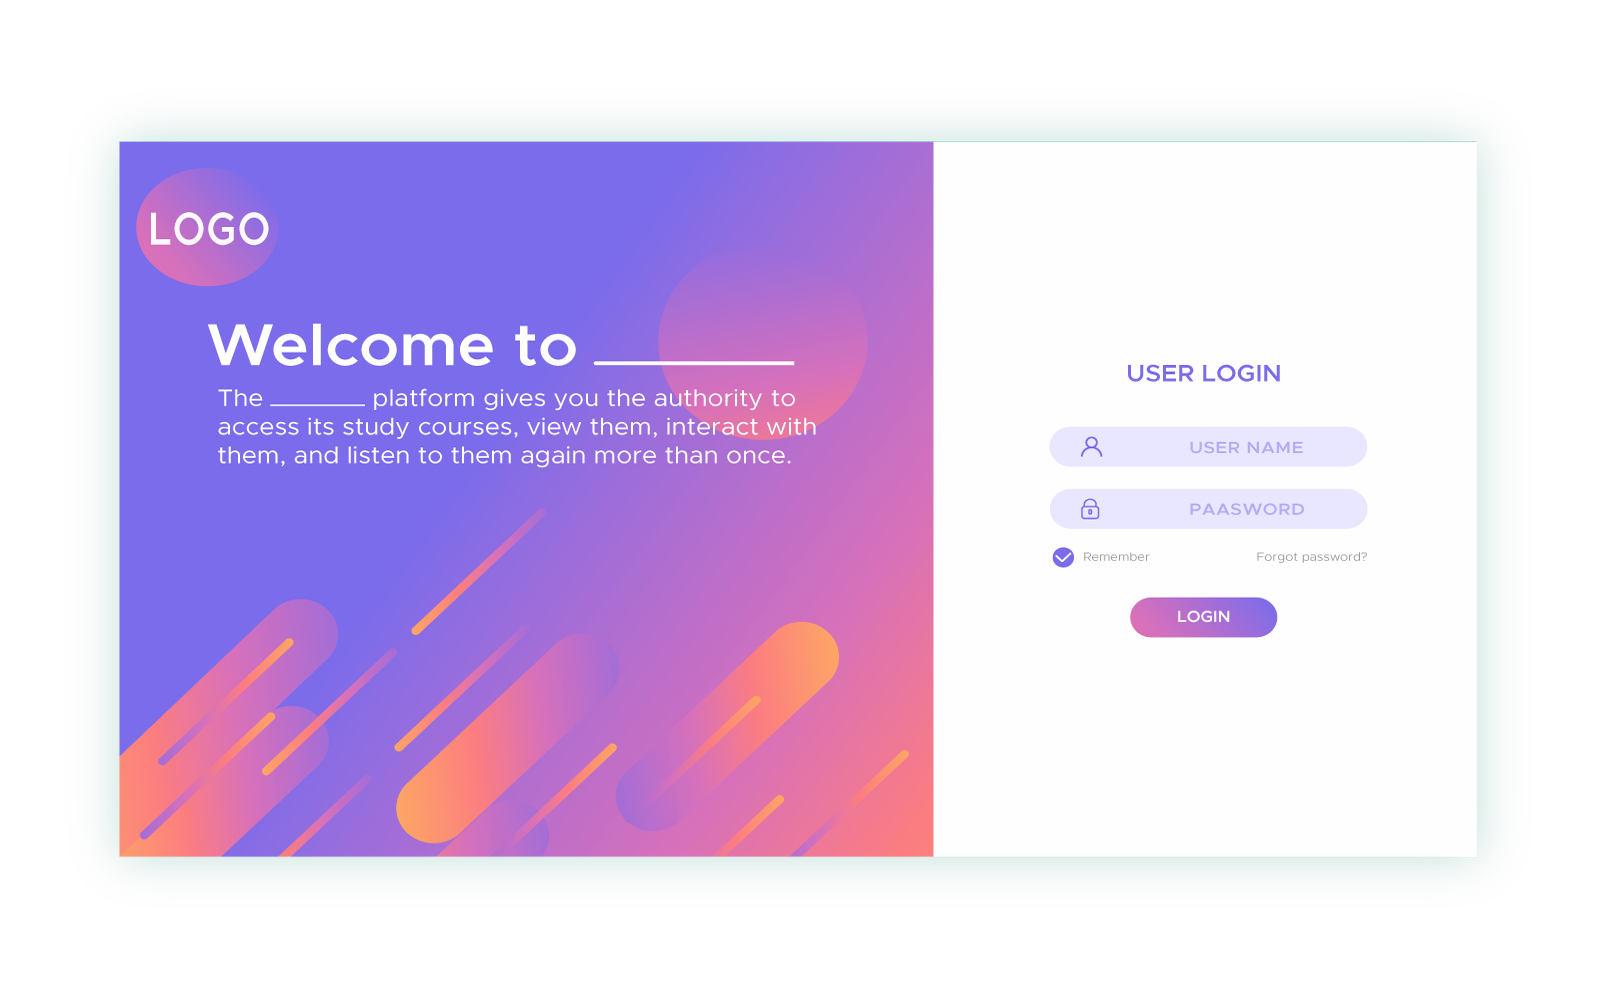 LOGO
Welcome to ________
The _______ platform gives you the authority to
access its study courses, view them, interact with
them, and listen to them again more than once.
USER LOGIN
USER NAME
PAASWORD
Remember
Forgot password?
LOGIN